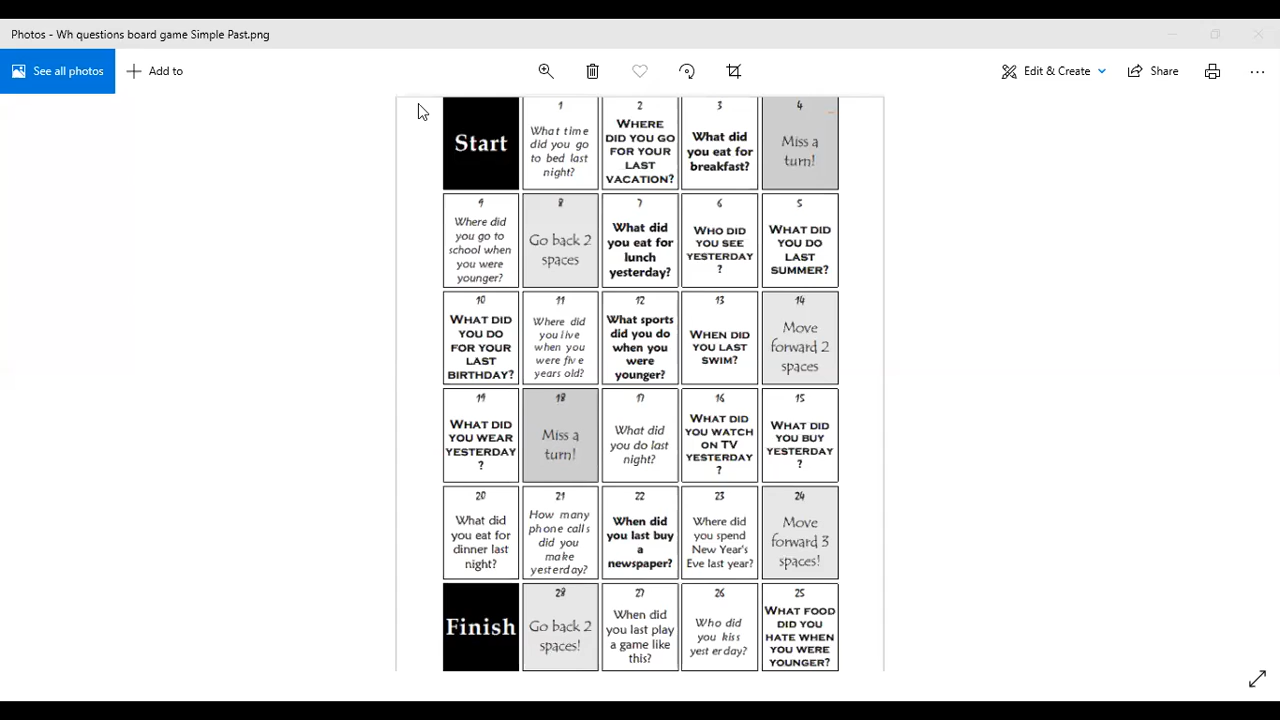 Photos - Wh questions board game Simple Past.png
See all photos
Add to
Edit & Create
Share
Start
1
What time
did you go
to bed last
night?
2
WHERE
DID YOU GO
FOR YOUR
LAST
VACATION?
3
What did
you eat for
breakfast?
4
Miss a
turn!
9
Where did
you go to
school when
you were
younger?
8
Go back 2
spaces
7
What did
you eat for
lunch
yesterday?
6
WHO DID
YOU SEE
YESTERDAY
?
5
WHAT DID
YOU DO
LAST
SUMMER?
10
WHAT DID
YOU DO
FOR YOUR
LAST
BIRTHDAY?
11
Where did
you live
when you
were five
years old?
12
What sports
did you do
when you
were
younger?
13
WHEN DID
YOU LAST
SWIM?
14
Move
forward 2
spaces
19
WHAT DID
YOU WEAR
YESTERDAY
?
18
Miss a
turn!
17
What did
you do last
night?
16
WHAT DID
YOU WATCH
ON TV
YESTERDAY
?
15
WHAT DID
YOU BUY
YESTERDAY
?
20
What did
you eat for
dinner last
night?
21
How many
phone calls
did you
make
yesterday?
22
When did
you last buy
a
newspaper?
23
Where did
you spend
New Year's
Eve last year?
24
Move
forward 3
spaces!
Finish
28
Go back 2
spaces!
27
When did
you last play
a game like
this?
26
Who did
you kiss
yesterday?
25
WHAT FOOD
DID YOU
HATE WHEN
YOU WERE
YOUNGER?